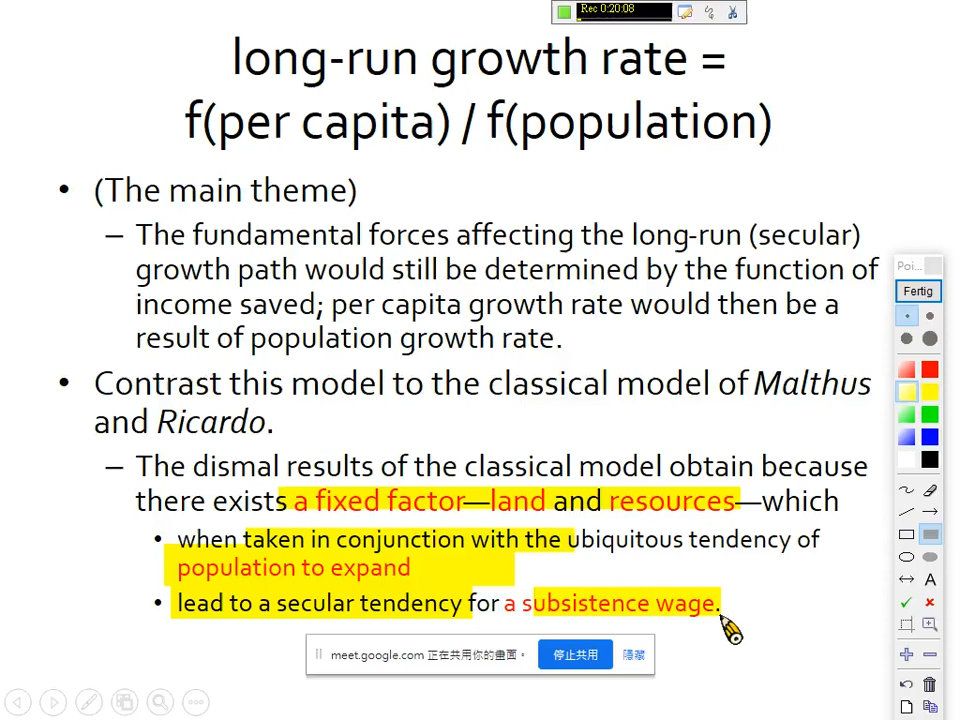 Rec 0:20:08
long-run growth rate =
f(per capita) / f(population)
• (The main theme)
– The fundamental forces affecting the long-run (secular)
growth path would still be determined by the function of
income saved; per capita growth rate would then be a
result of population growth rate.
• Contrast this model to the classical model of Malthus
and Ricardo.
– The dismal results of the classical model obtain because
there exists a fixed factor—land and resources—which
• when taken in conjunction with the ubiquitous tendency of
population to expand
• lead to a secular tendency for a subsistence wage.
Poi...
Fertig
A
meet.google.com 正在共用你的畫面。 停止共用 隱藏